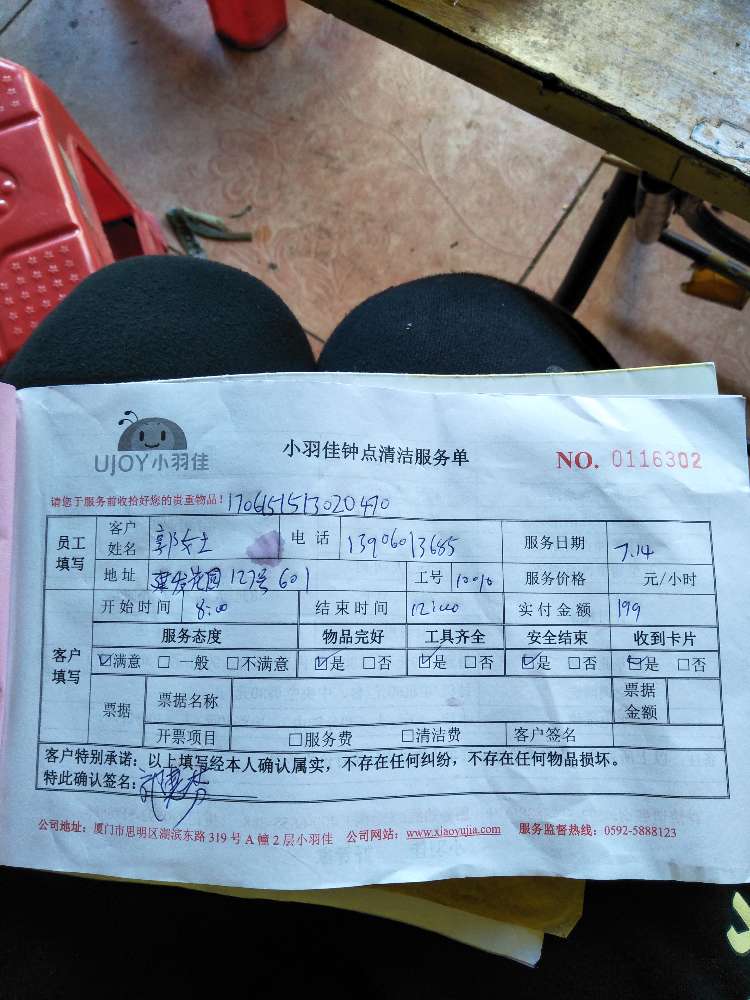 UJOY小羽佳
小羽佳钟点清洁服务单
NO. 0116302
请您于服务前收拾好您的贵重物品！170615151302047
员工填写 客户姓名 郭女士 电话 13906013685 服务日期 7.14
地址 建发花园 127号 601 工号 服务价格 元/小时
客户填写 开始时间 8:00 结束时间 12:00 实付金额 199
服务态度 物品完好 工具齐全 安全结束 收到卡片
☑满意 □一般 □不满意 ☑是 □否 ☑是 □否 ☑是 □否 ☑是 □否
票据 票据名称 票据金额
开票项目 □服务费 □清洁费 客户签名
客户特别承诺：以上填写经本人确认属实，不存在任何纠纷，不存在任何物品损坏。
特此确认签名：
公司地址：厦门市思明区湖滨东路 319 号 A 幢 2 层小羽佳 公司网站：www.xiaoyujia.com 服务监督热线：0592-5888123